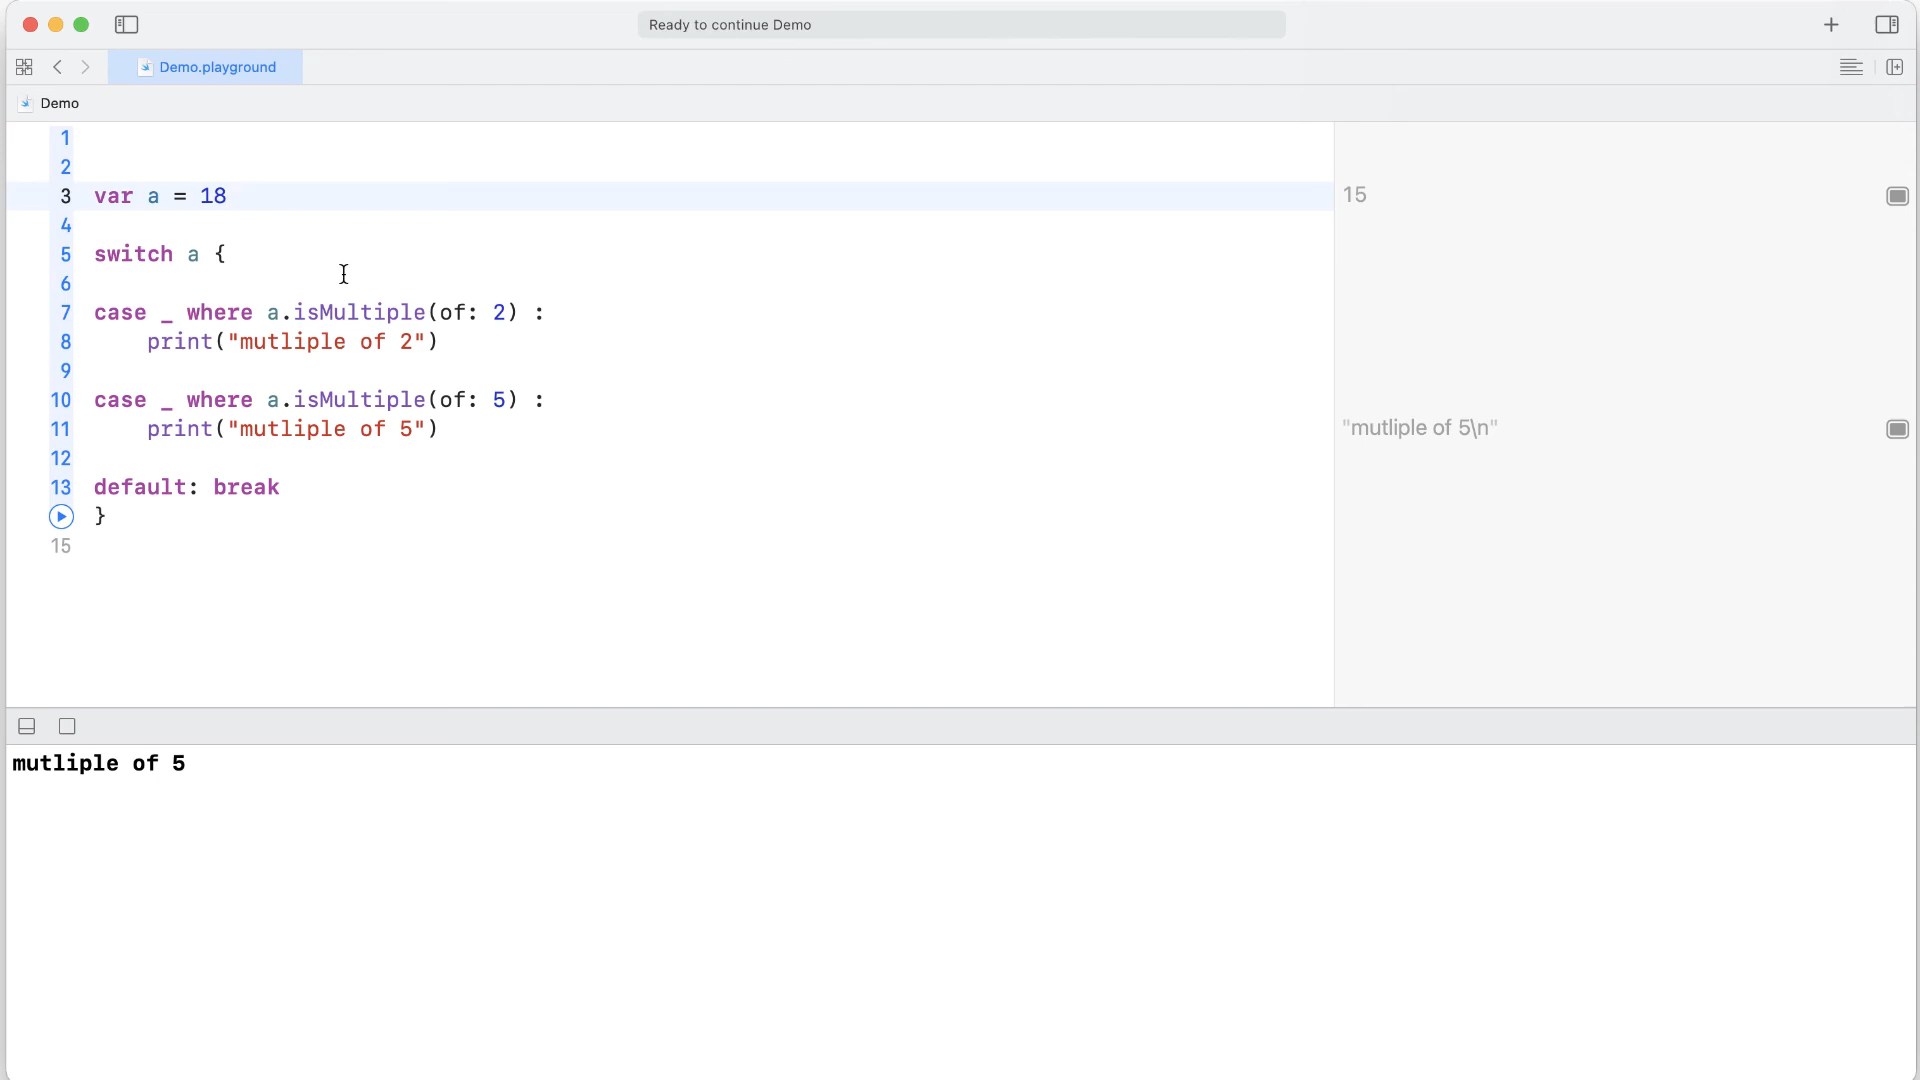 Ready to continue Demo
Demo.playground
Demo
1
2
3 var a = 18 15
4
5 switch a {
6
7 case _ where a.isMultiple(of: 2) :
8 print("mutliple of 2")
9
10 case _ where a.isMultiple(of: 5) :
11 print("mutliple of 5") "mutliple of 5\n"
12
13 default: break
}
15
mutliple of 5